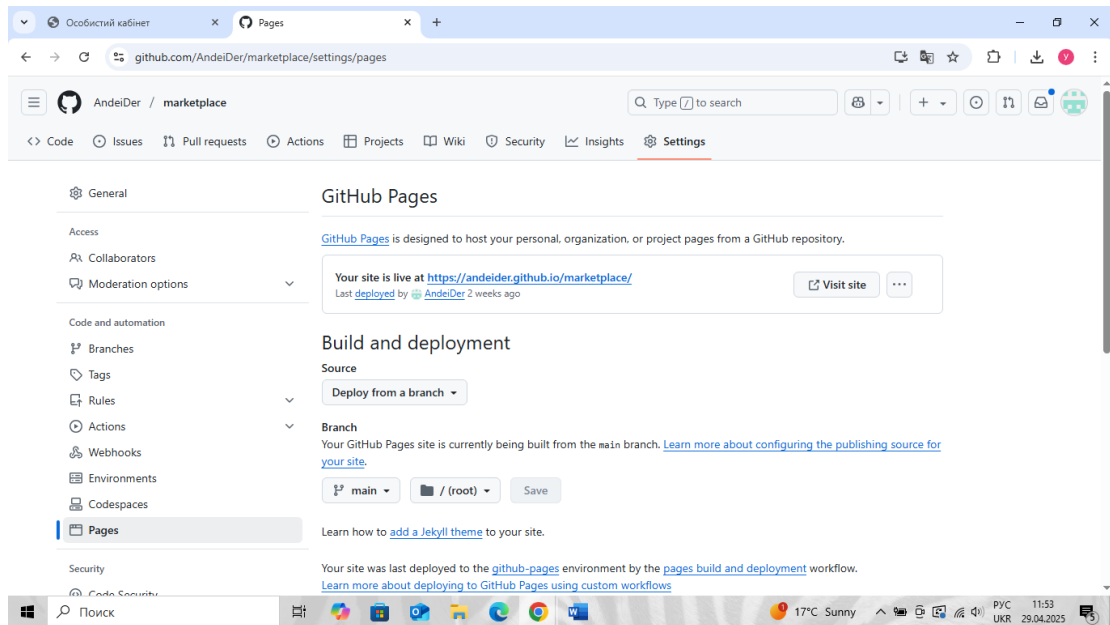 Особистий кабінет
Pages
github.com/AndeiDer/marketplace/settings/pages
y
AndeiDer / marketplace
Type / to search
Code
Issues
Pull requests
Actions
Projects
Wiki
Security
Insights
Settings
General
Access
Collaborators
Moderation options
Code and automation
Branches
Tags
Rules
Actions
Webhooks
Environments
Codespaces
Pages
Security
Code Security
GitHub Pages
GitHub Pages is designed to host your personal, organization, or project pages from a GitHub repository.
Your site is live at https://andeider.github.io/marketplace/
Last deployed by AndeiDer 2 weeks ago
Visit site
Build and deployment
Source
Deploy from a branch
Branch
Your GitHub Pages site is currently being built from the main branch. Learn more about configuring the publishing source for
your site.
main
/ (root)
Save
Learn how to add a Jekyll theme to your site.
Your site was last deployed to the github-pages environment by the pages build and deployment workflow.
Learn more about deploying to GitHub Pages using custom workflows
Поиск
17°C Sunny
РУС
UKR
11:53
29.04.2025
5